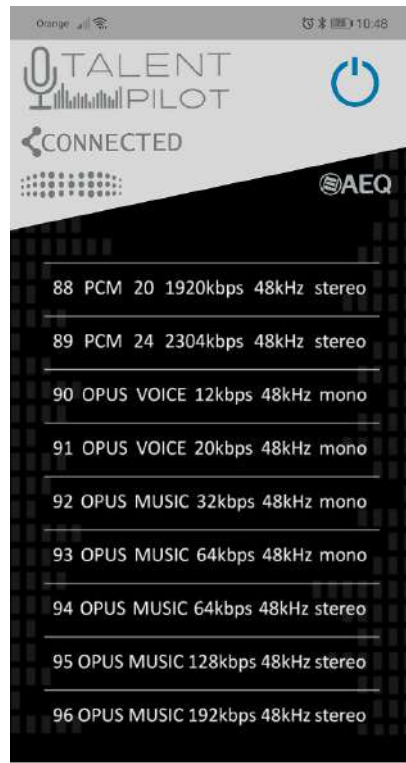 Orange 10:48
TALENT
PILOT
CONNECTED
AEQ
88 PCM 20 1920kbps 48kHz stereo
89 PCM 24 2304kbps 48kHz stereo
90 OPUS VOICE 12kbps 48kHz mono
91 OPUS VOICE 20kbps 48kHz mono
92 OPUS MUSIC 32kbps 48kHz mono
93 OPUS MUSIC 64kbps 48kHz mono
94 OPUS MUSIC 64kbps 48kHz stereo
95 OPUS MUSIC 128kbps 48kHz stereo
96 OPUS MUSIC 192kbps 48kHz stereo